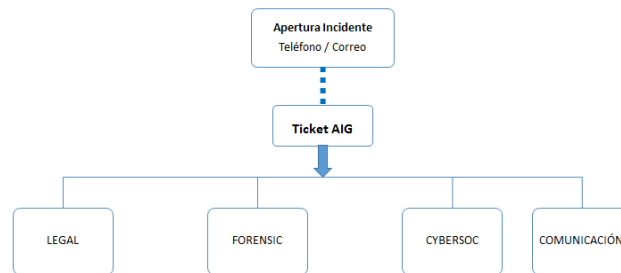 Apertura Incidente
Teléfono / Correo
Ticket AIG
LEGAL
FORENSIC
CYBERSOC
COMUNICACIÓN